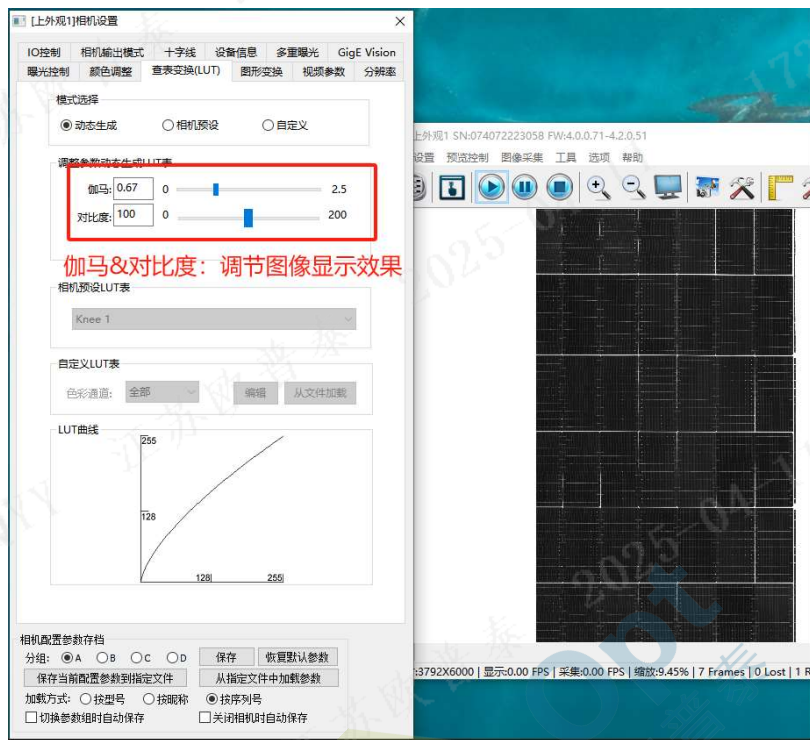 [上外观1]相机设置
IO控制 相机输出模式 十字线 设备信息 多重曝光 GigE Vision
曝光控制 颜色调整 查表变换(LUT) 图形变换 视频参数 分辨率
模式选择
动态生成 相机预设 自定义
调整参数动态生成LUT表
伽马: 0.67 0 2.5
对比度: 100 0 200
伽马&对比度：调节图像显示效果
相机预设LUT表
Knee 1
自定义LUT表
色彩通道: 全部 编辑 从文件加载
LUT曲线
255
128
128 255
相机配置参数存档
分组: A B C D 保存 恢复默认参数
保存当前配置参数到指定文件 从指定文件中加载参数
加载方式: 按型号 按昵称 按序列号
切换参数组时自动保存 关闭相机时自动保存
上外观1 SN:074072223058 FW:4.0.0.71-4.2.0.51
设置 预览控制 图像采集 工具 选项 帮助
:3792X6000 | 显示:0.00 FPS | 采集:0.00 FPS | 缩放:9.45% | 7 Frames | 0 Lost | 1 R
江苏欧普泰
2025-04-11
2025-04-11
Opt